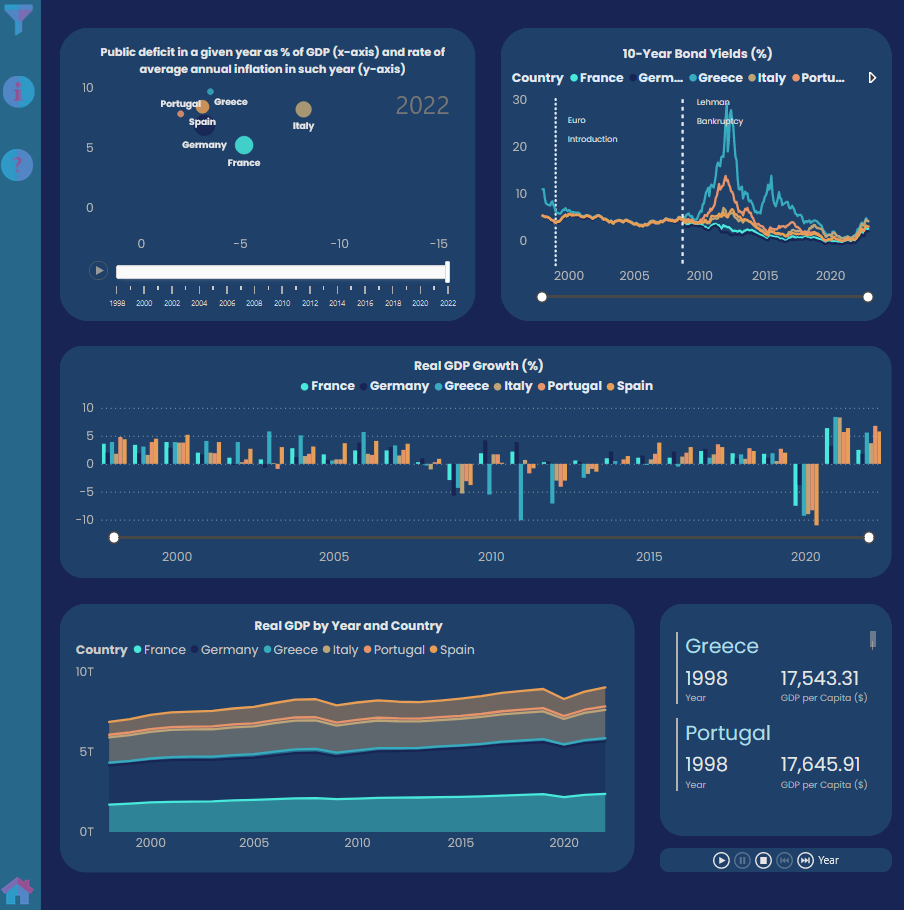 Public deficit in a given year as % of GDP (x-axis) and rate of
average annual inflation in such year (y-axis)
10
5
0
2022
Portugal
Greece
Spain
Germany
France
Italy
0
−5
−10
−15
1998 2000 2002 2004 2006 2007 2009 2011 2012 2014 2016 2018 2020 2022
10-Year Bond Yields (%)
Country France Germ... Greece Italy Portu...
30
20
10
0
Euro
Introduction
Lehman
Bankruptcy
2000 2005 2010 2015 2020
Real GDP Growth (%)
France Germany Greece Italy Portugal Spain
10
5
0
−5
−10
2000 2005 2010 2015 2020
Real GDP by Year and Country
Country France Germany Greece Italy Portugal Spain
10T
5T
0T
2000 2005 2010 2015 2020
Greece
1998 17,543.31
Year GDP per Capita ($)
Portugal
1998 17,645.91
Year GDP per Capita ($)
Year